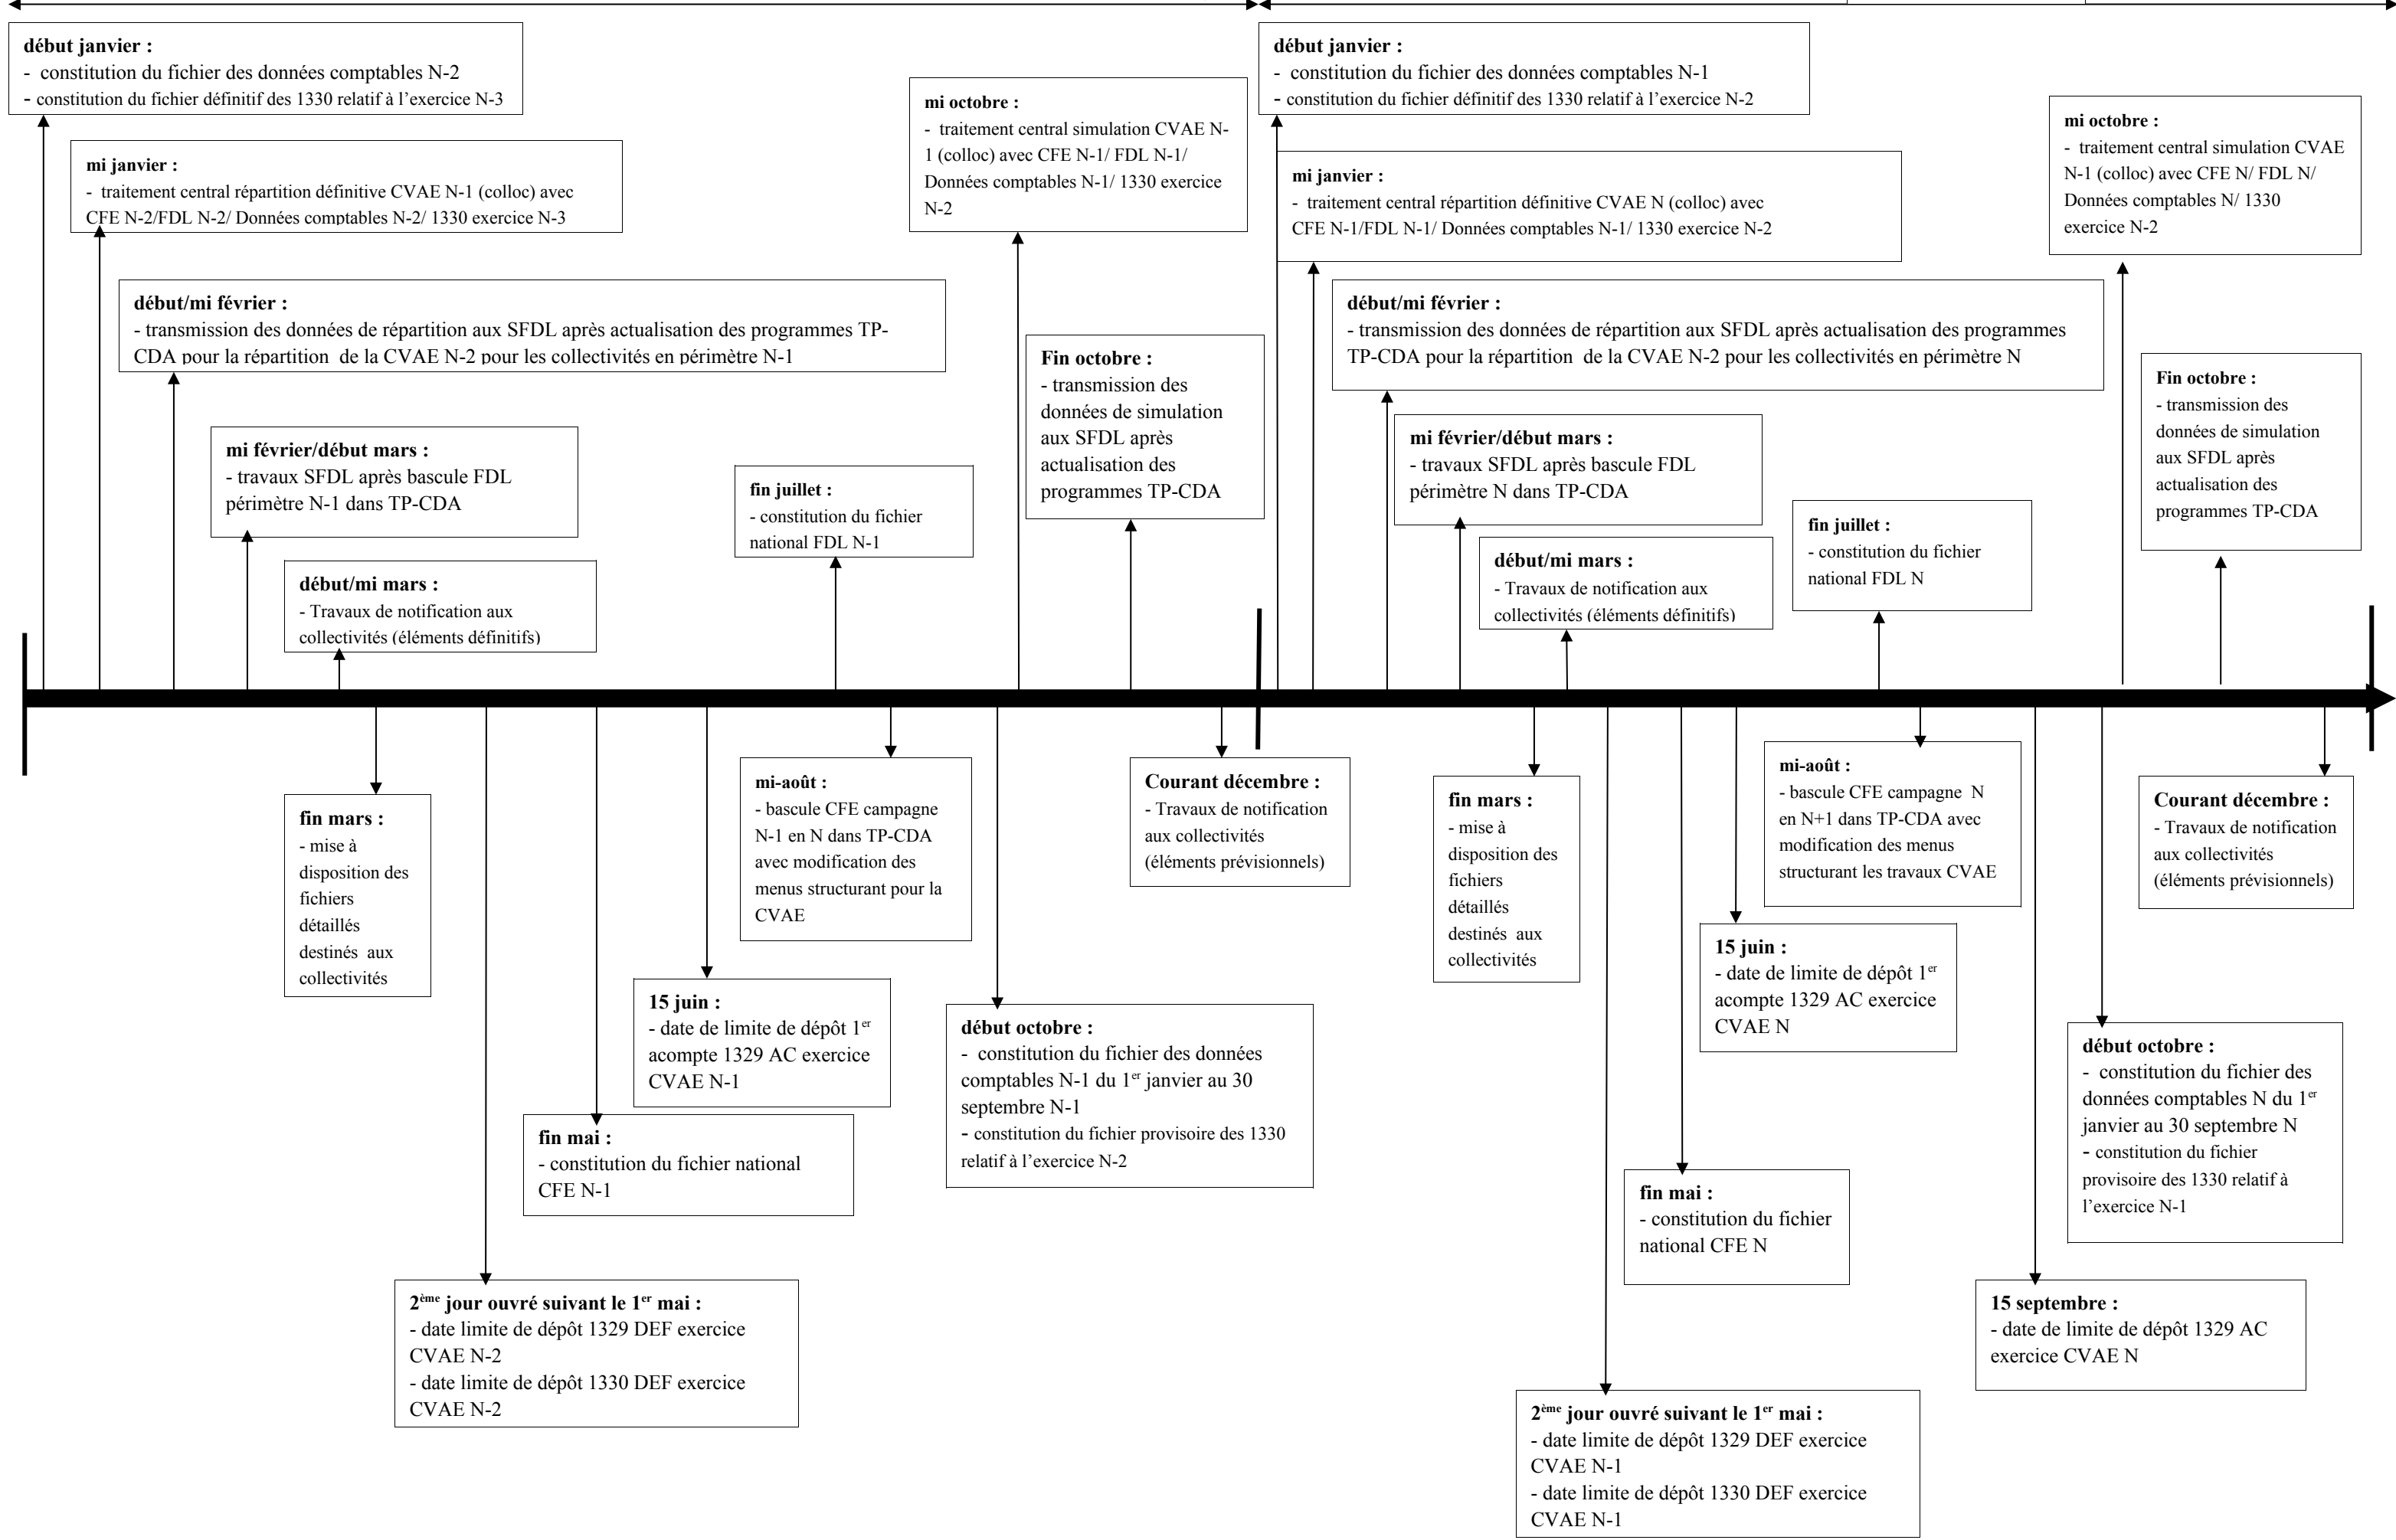 début janvier :
- constitution du fichier des données comptables N-2
- constitution du fichier définitif des 1330 relatif à l’exercice N-3
mi janvier :
- traitement central répartition définitive CVAE N-1 (colloc) avec
CFE N-2/FDL N-2/ Données comptables N-2/ 1330 exercice N-3
début/mi février :
- transmission des données de répartition aux SFDL après actualisation des programmes TP-
CDA pour la répartition de la CVAE N-2 pour les collectivités en périmètre N-1
mi février/début mars :
- travaux SFDL après bascule FDL
périmètre N-1 dans TP-CDA
début/mi mars :
- Travaux de notification aux
collectivités (éléments définitifs)
fin juillet :
- constitution du fichier
national FDL N-1
mi octobre :
- traitement central simulation CVAE N-
1 (colloc) avec CFE N-1/ FDL N-1/
Données comptables N-1/ 1330 exercice
N-2
Fin octobre :
- transmission des
données de simulation
aux SFDL après
actualisation des
programmes TP-CDA
début janvier :
- constitution du fichier des données comptables N-1
- constitution du fichier définitif des 1330 relatif à l’exercice N-2
mi janvier :
- traitement central répartition définitive CVAE N (colloc) avec
CFE N-1/FDL N-1/ Données comptables N-1/ 1330 exercice N-2
début/mi février :
- transmission des données de répartition aux SFDL après actualisation des programmes
TP-CDA pour la répartition de la CVAE N-2 pour les collectivités en périmètre N
mi février/début mars :
- travaux SFDL après bascule FDL
périmètre N dans TP-CDA
début/mi mars :
- Travaux de notification aux
collectivités (éléments définitifs)
fin juillet :
- constitution du fichier
national FDL N
mi octobre :
- traitement central simulation CVAE
N-1 (colloc) avec CFE N/ FDL N/
Données comptables N/ 1330
exercice N-2
Fin octobre :
- transmission des
données de simulation
aux SFDL après
actualisation des
programmes TP-CDA
fin mars :
- mise à
disposition des
fichiers
détaillés
destinés aux
collectivités
2ème jour ouvré suivant le 1er mai :
- date limite de dépôt 1329 DEF exercice
CVAE N-2
- date limite de dépôt 1330 DEF exercice
CVAE N-2
fin mai :
- constitution du fichier national
CFE N-1
15 juin :
- date de limite de dépôt 1er
acompte 1329 AC exercice
CVAE N-1
mi-août :
- bascule CFE campagne
N-1 en N dans TP-CDA
avec modification des
menus structurant pour la
CVAE
début octobre :
- constitution du fichier des données
comptables N-1 du 1er janvier au 30
septembre N-1
- constitution du fichier provisoire des 1330
relatif à l’exercice N-2
Courant décembre :
- Travaux de notification
aux collectivités
(éléments prévisionnels)
fin mars :
- mise à
disposition des
fichiers
détaillés
destinés aux
collectivités
2ème jour ouvré suivant le 1er mai :
- date limite de dépôt 1329 DEF exercice
CVAE N-1
- date limite de dépôt 1330 DEF exercice
CVAE N-1
fin mai :
- constitution du fichier
national CFE N
15 juin :
- date de limite de dépôt 1er
acompte 1329 AC exercice
CVAE N
mi-août :
- bascule CFE campagne N
en N+1 dans TP-CDA avec
modification des menus
structurant les travaux CVAE
15 septembre :
- date de limite de dépôt 1329 AC
exercice CVAE N
début octobre :
- constitution du fichier des
données comptables N du 1er
janvier au 30 septembre N
- constitution du fichier
provisoire des 1330 relatif à
l’exercice N-1
Courant décembre :
- Travaux de notification
aux collectivités
(éléments prévisionnels)